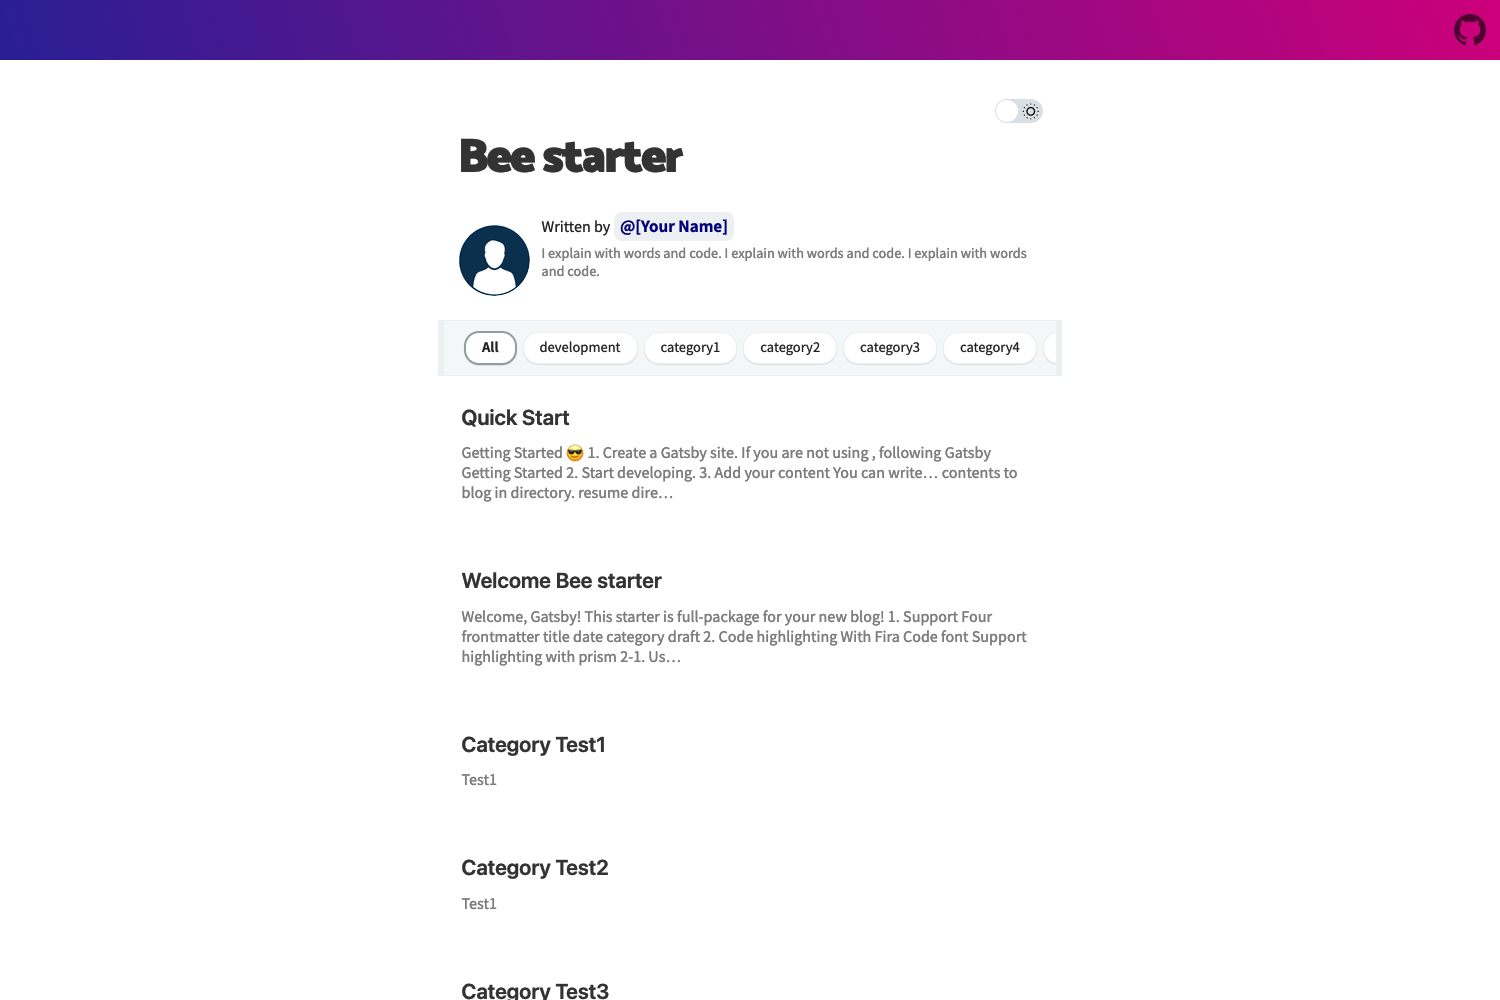 Bee starter
Written by @[Your Name]
I explain with words and code. I explain with words and code. I explain with words
and code.
All development category1 category2 category3 category4
Quick Start
Getting Started 😎 1. Create a Gatsby site. If you are not using , following Gatsby
Getting Started 2. Start developing. 3. Add your content You can write… contents to
blog in directory. resume dire…
Welcome Bee starter
Welcome, Gatsby! This starter is full-package for your new blog! 1. Support Four
frontmatter title date category draft 2. Code highlighting With Fira Code font Support
highlighting with prism 2-1. Us…
Category Test1
Test1
Category Test2
Test1
Category Test3